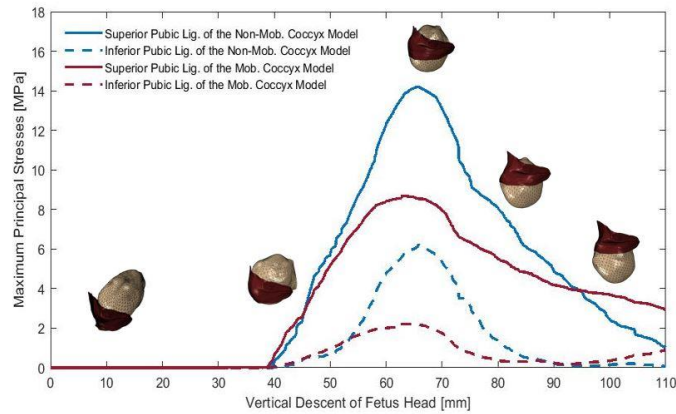 18
16
14
12
10
8
6
4
2
0
Maximum Principal Stresses [MPa]
Superior Pubic Lig. of the Non-Mob. Coccyx Model
Inferior Pubic Lig. of the Non-Mob. Coccyx Model
Superior Pubic Lig. of the Mob. Coccyx Model
Inferior Pubic Lig. of the Mob. Coccyx Model
0 10 20 30 40 50 60 70 80 90 100 110
Vertical Descent of Fetus Head [mm]